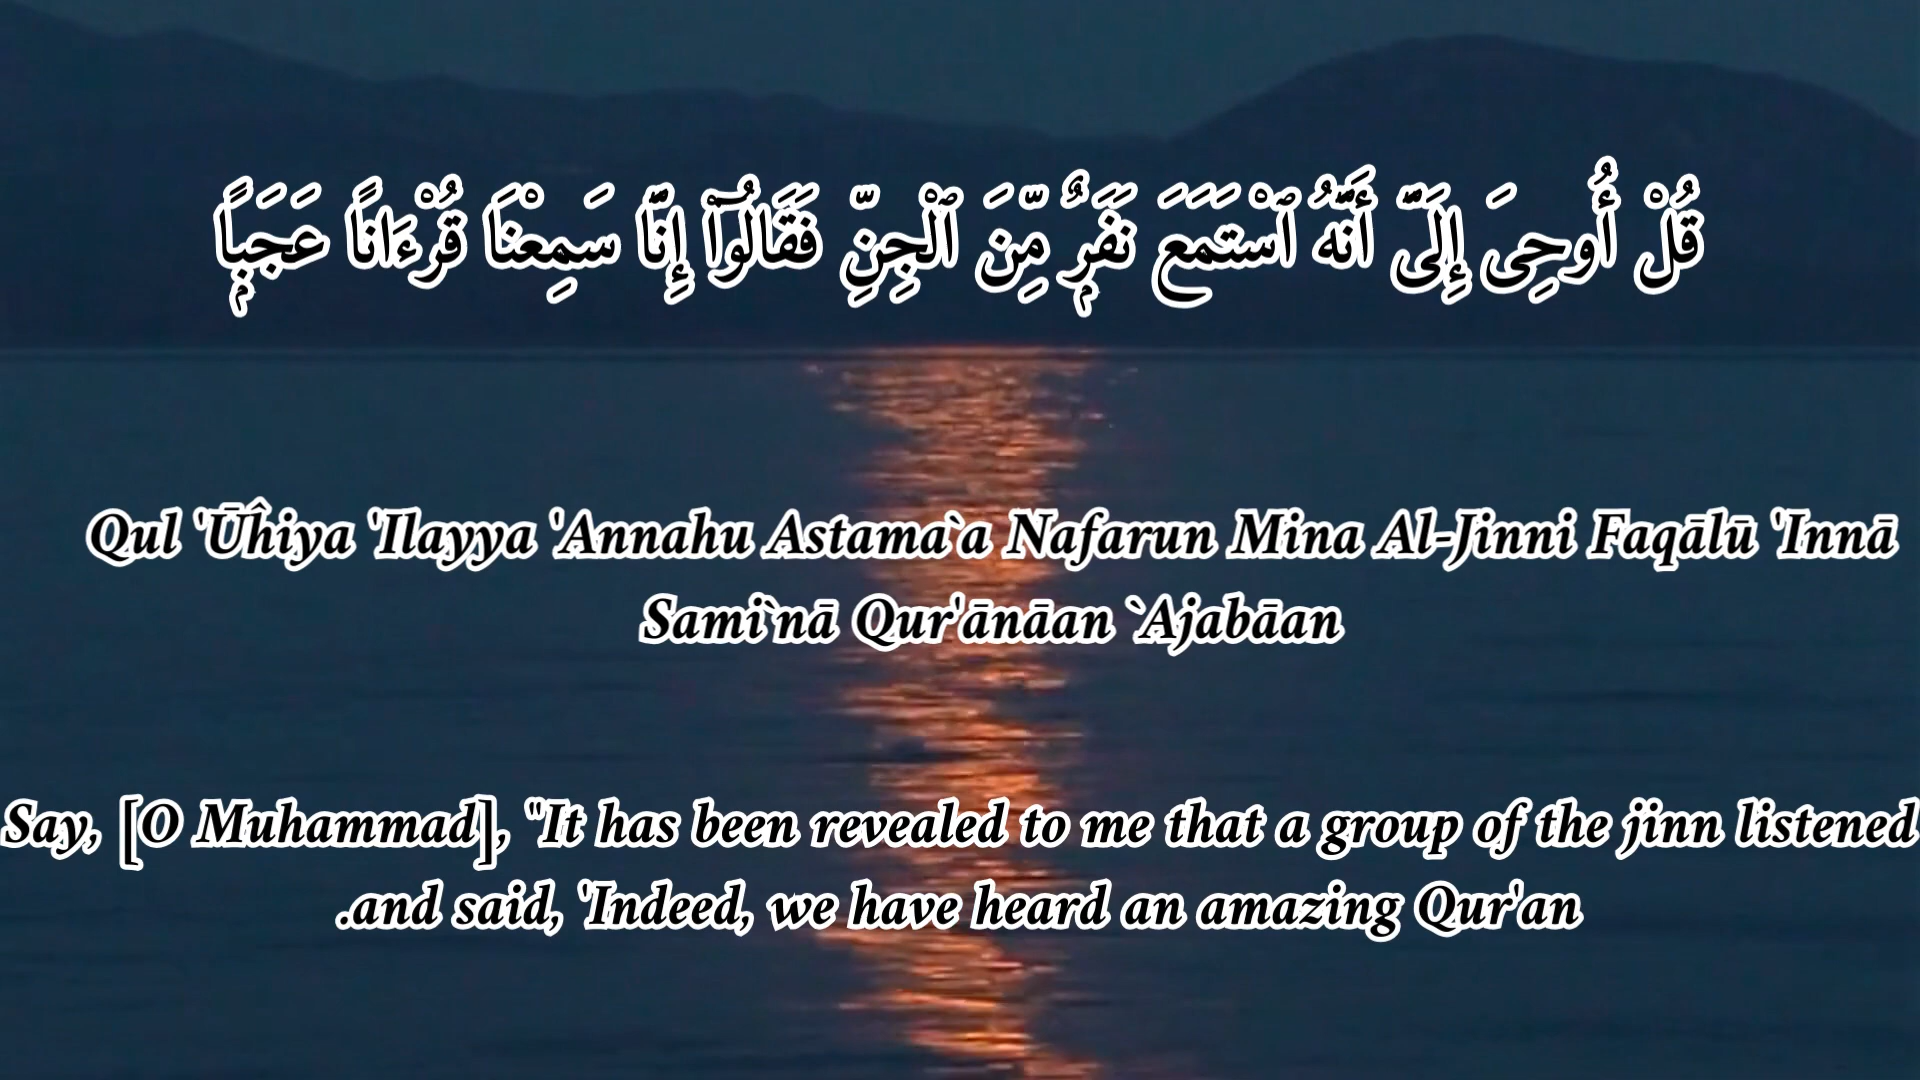 قُلْ أُوحِىَ إِلَىَّ أَنَّهُ ٱسْتَمَعَ نَفَرٌۭ مِّنَ ٱلْجِنِّ فَقَالُوٓا۟ إِنَّا سَمِعْنَا قُرْءَانًا عَجَبًۭا
Qul 'Ūĥiya 'Ilayya 'Annahu Astama`a Nafarun Mina Al-Jinni Faqālū 'Innā
Sami`nā Qur'ānāan `Ajabāan
Say, [O Muhammad], "It has been revealed to me that a group of the jinn listened
.and said, 'Indeed, we have heard an amazing Qur'an